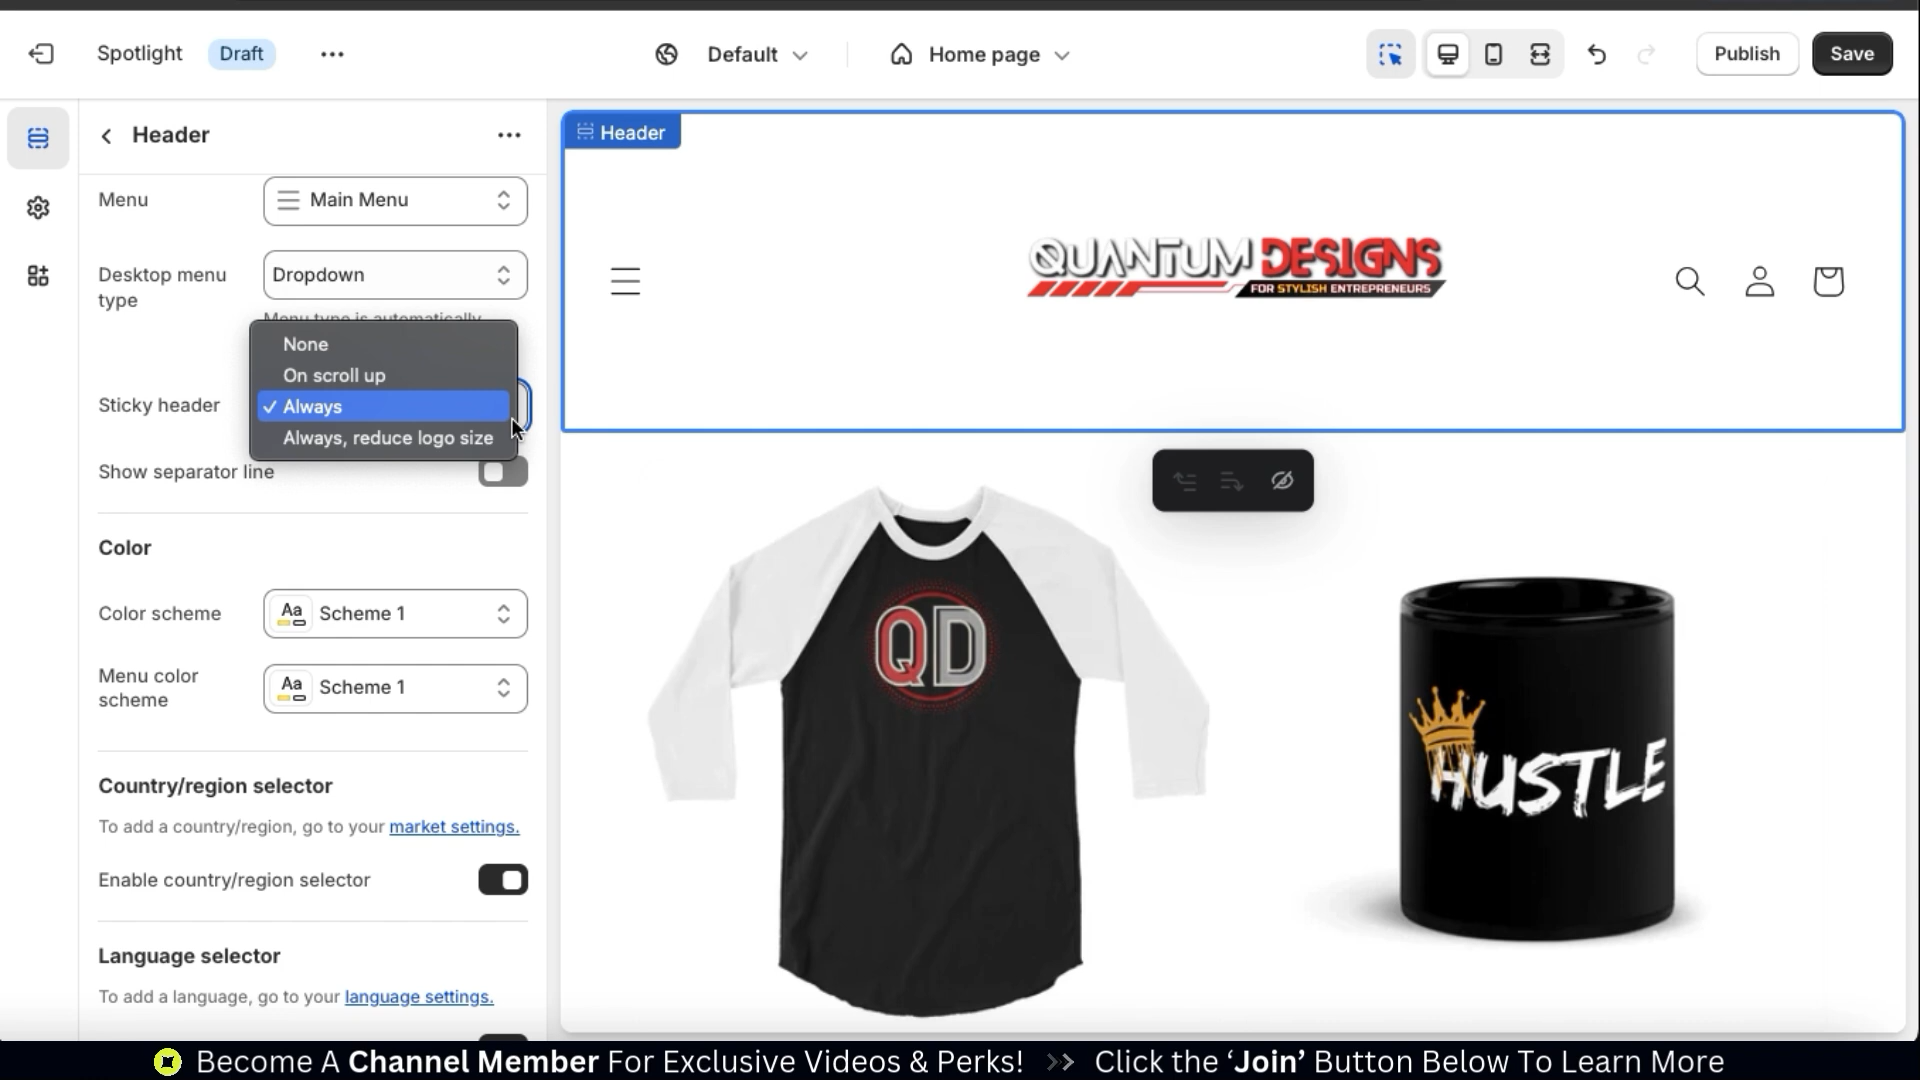 Spotlight Draft
Default
Home page
Publish
Save
Header
Menu
Main Menu
Desktop menu
type
Dropdown
None
On scroll up
Sticky header
Always
Always, reduce logo size
Show separator line
Color
Color scheme
Aa Scheme 1
Menu color
scheme
Aa Scheme 1
Country/region selector
To add a country/region, go to your market settings.
Enable country/region selector
Language selector
To add a language, go to your language settings.
Header
QUANTUM DESIGNS
FOR STYLISH ENTREPRENEURS
QD
HUSTLE
Become A Channel Member For Exclusive Videos & Perks! >> Click the ‘Join’ Button Below To Learn More